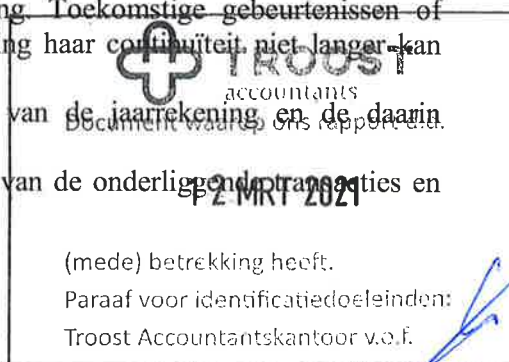 ng. Toekomstige gebeurtenissen of
ng haar continuïteit niet langer kan
TROOST
accountants
van de jaarrekening en de daarin
Document waarop ons rapport d.d.
van de onderliggende transacties en
12 MRT 2021
(mede) betrekking heeft.
Paraaf voor identificatiedoeleinden:
Troost Accountantskantoor v.o.f.